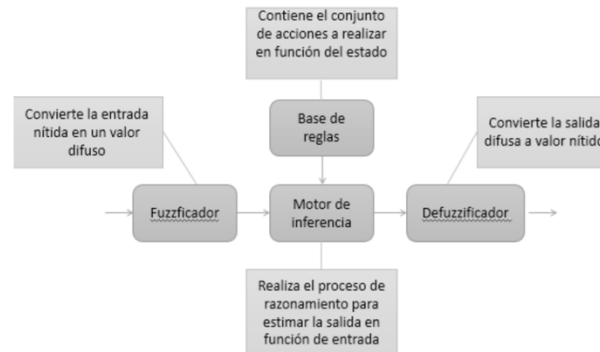 Contiene el conjunto
de acciones a realizar
en función del estado
Convierte la entrada
nítida en un valor
difuso
Base de
reglas
Convierte la salida
difusa a valor nítido
Fuzzficador
Motor de
inferencia
Defuzzificador
Realiza el proceso de
razonamiento para
estimar la salida en
función de entrada